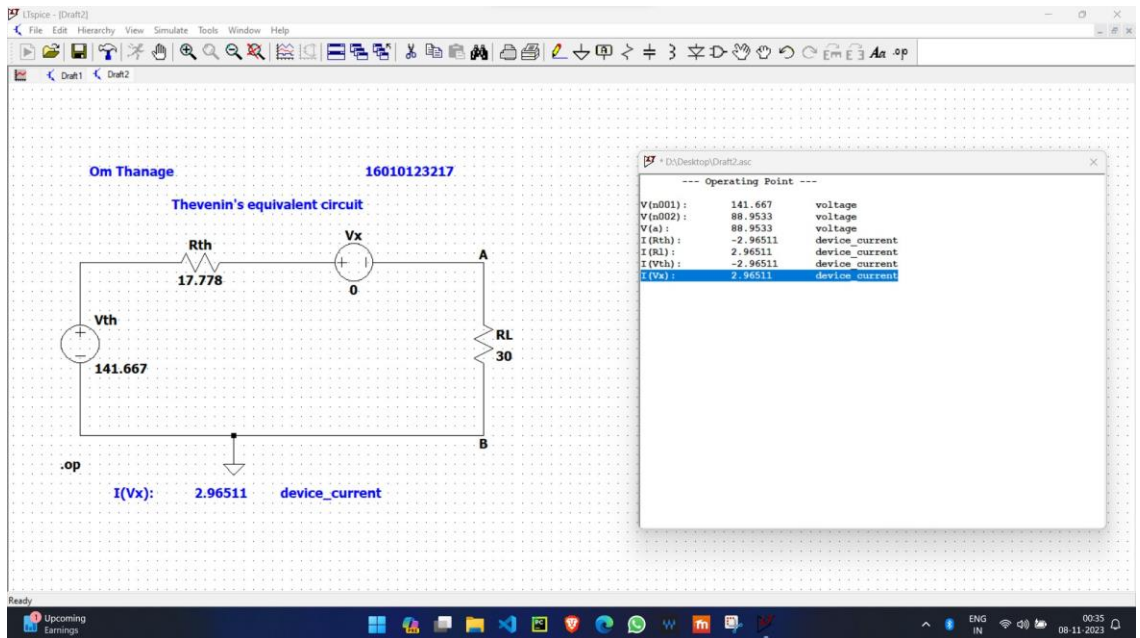 LTspice - [Draft2]
File Edit Hierarchy View Simulate Tools Window Help
Draft1 Draft2
Om Thanage 16010123217
Thevenin's equivalent circuit
Rth
17.778
Vx
0
A
Vth
141.667
RL
30
B
.op
I(Vx): 2.96511 device_current
* D:\Desktop\Draft2.asc
--- Operating Point ---
V(n001): 141.667 voltage
V(n002): 88.9533 voltage
V(a): 88.9533 voltage
I(Rth): -2.96511 device_current
I(Rl): 2.96511 device_current
I(Vth): -2.96511 device_current
I(Vx): 2.96511 device_current
Ready
1
Upcoming
Earnings
ENG
IN
00:35
08-11-2023